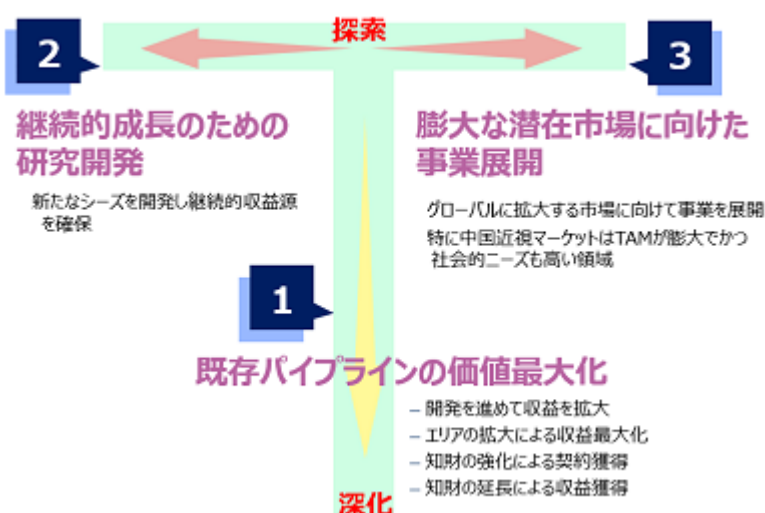 探索
2
継続的成長のための
研究開発
新たなシーズを開発し継続的収益源
を確保
3
膨大な潜在市場に向けた
事業展開
グローバルに拡大する市場に向けて事業を展開
特に中国近視マーケットはTAMが膨大でかつ
社会的ニーズも高い領域
1
既存パイプラインの価値最大化
– 開発を進めて収益を拡大
– エリアの拡大による収益最大化
– 知財の強化による契約獲得
– 知財の延長による収益獲得
深化